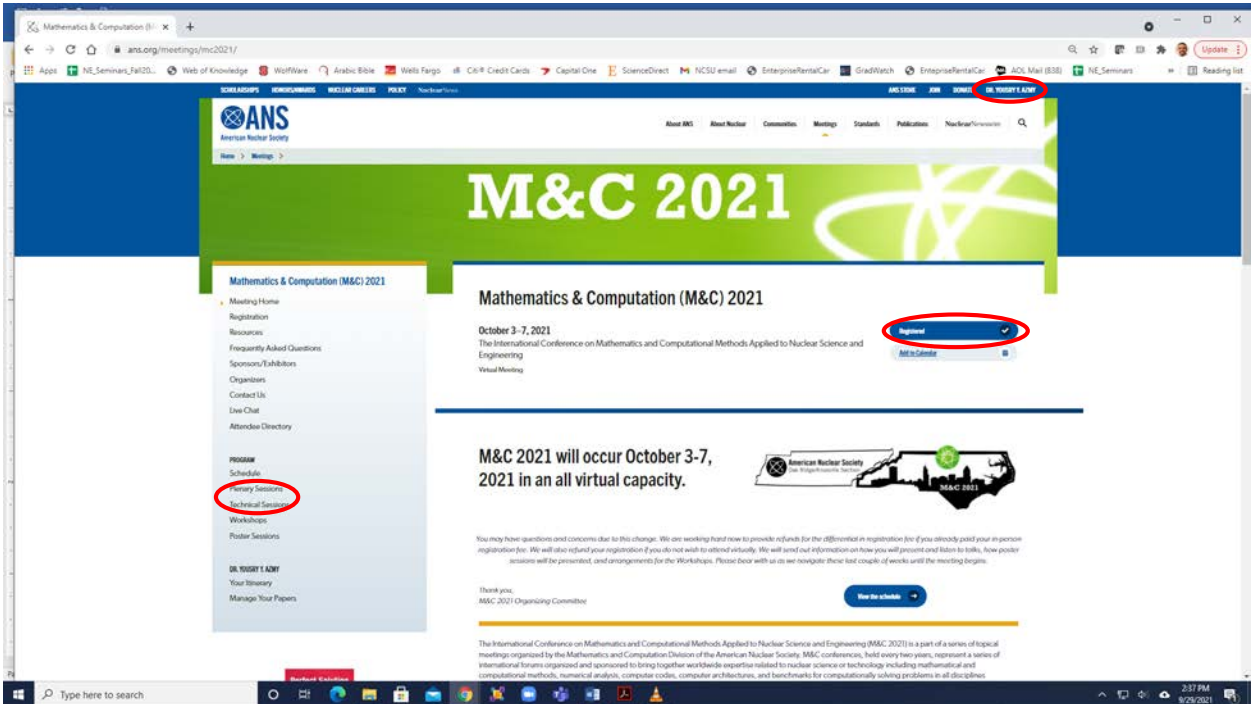 Mathematics & Computation (M
ans.org/meetings/mc2021/
Update
Apps NE_Seminars_Fall20... Web of Knowledge WolfWare Arabic Bible Wells Fargo Citi® Credit Cards Capital One ScienceDirect NCSU email EnterpriseRentalCar GradWatch EntepriseRentalCar AOL Mail (838) NE_Seminars » Reading list
SCHOLARSHIPS HONORS/AWARDS NUCLEAR CAREERS POLICY NuclearNews ANS STORE JOIN DONATE DR. YOUSRY Y. AZMY
ANS
American Nuclear Society
About ANS About Nuclear Communities Meetings Standards Publications NuclearNewswire
Home > Meetings >
M&C 2021
Mathematics & Computation (M&C) 2021
Meeting Home
Registration
Resources
Frequently Asked Questions
Sponsors/Exhibitors
Organizers
Contact Us
Live Chat
Attendee Directory
PROGRAM
Schedule
Plenary Sessions
Technical Sessions
Workshops
Poster Sessions
DR. YOUSRY Y. AZMY
Your Itinerary
Manage Your Papers
Mathematics & Computation (M&C) 2021
October 3–7, 2021
The International Conference on Mathematics and Computational Methods Applied to Nuclear Science and
Engineering
Virtual Meeting
Registered
Add to Calendar
M&C 2021 will occur October 3-7,
2021 in an all virtual capacity.
American Nuclear Society
Oak Ridge/Knoxville Section
M&C 2021
You may have questions and concerns due to this change. We are working hard now to provide refunds for the differential in registration fee if you already paid your in-person
registration fee. We will also refund your registration if you do not wish to attend virtually. We will send out information on how you will present and listen to talks, how poster
sessions will be presented, and arrangements for the Workshops. Please bear with us as we navigate these last couple of weeks until the meeting begins.
Thank you,
M&C 2021 Organizing Committee
View the schedule
The International Conference on Mathematics and Computational Methods Applied to Nuclear Science and Engineering (M&C 2021) is a part of a series of topical
meetings organized by the Mathematics and Computation Division of the American Nuclear Society. M&C conferences, held every two years, represent a series of
international forums organized and sponsored to bring together worldwide expertise related to nuclear science or technology including mathematical and
computational methods, numerical analysis, computer codes, computer architectures, and benchmarks for computationally solving problems in all disciplines
Perfect Solution
Type here to search
2:37 PM
9/29/2021